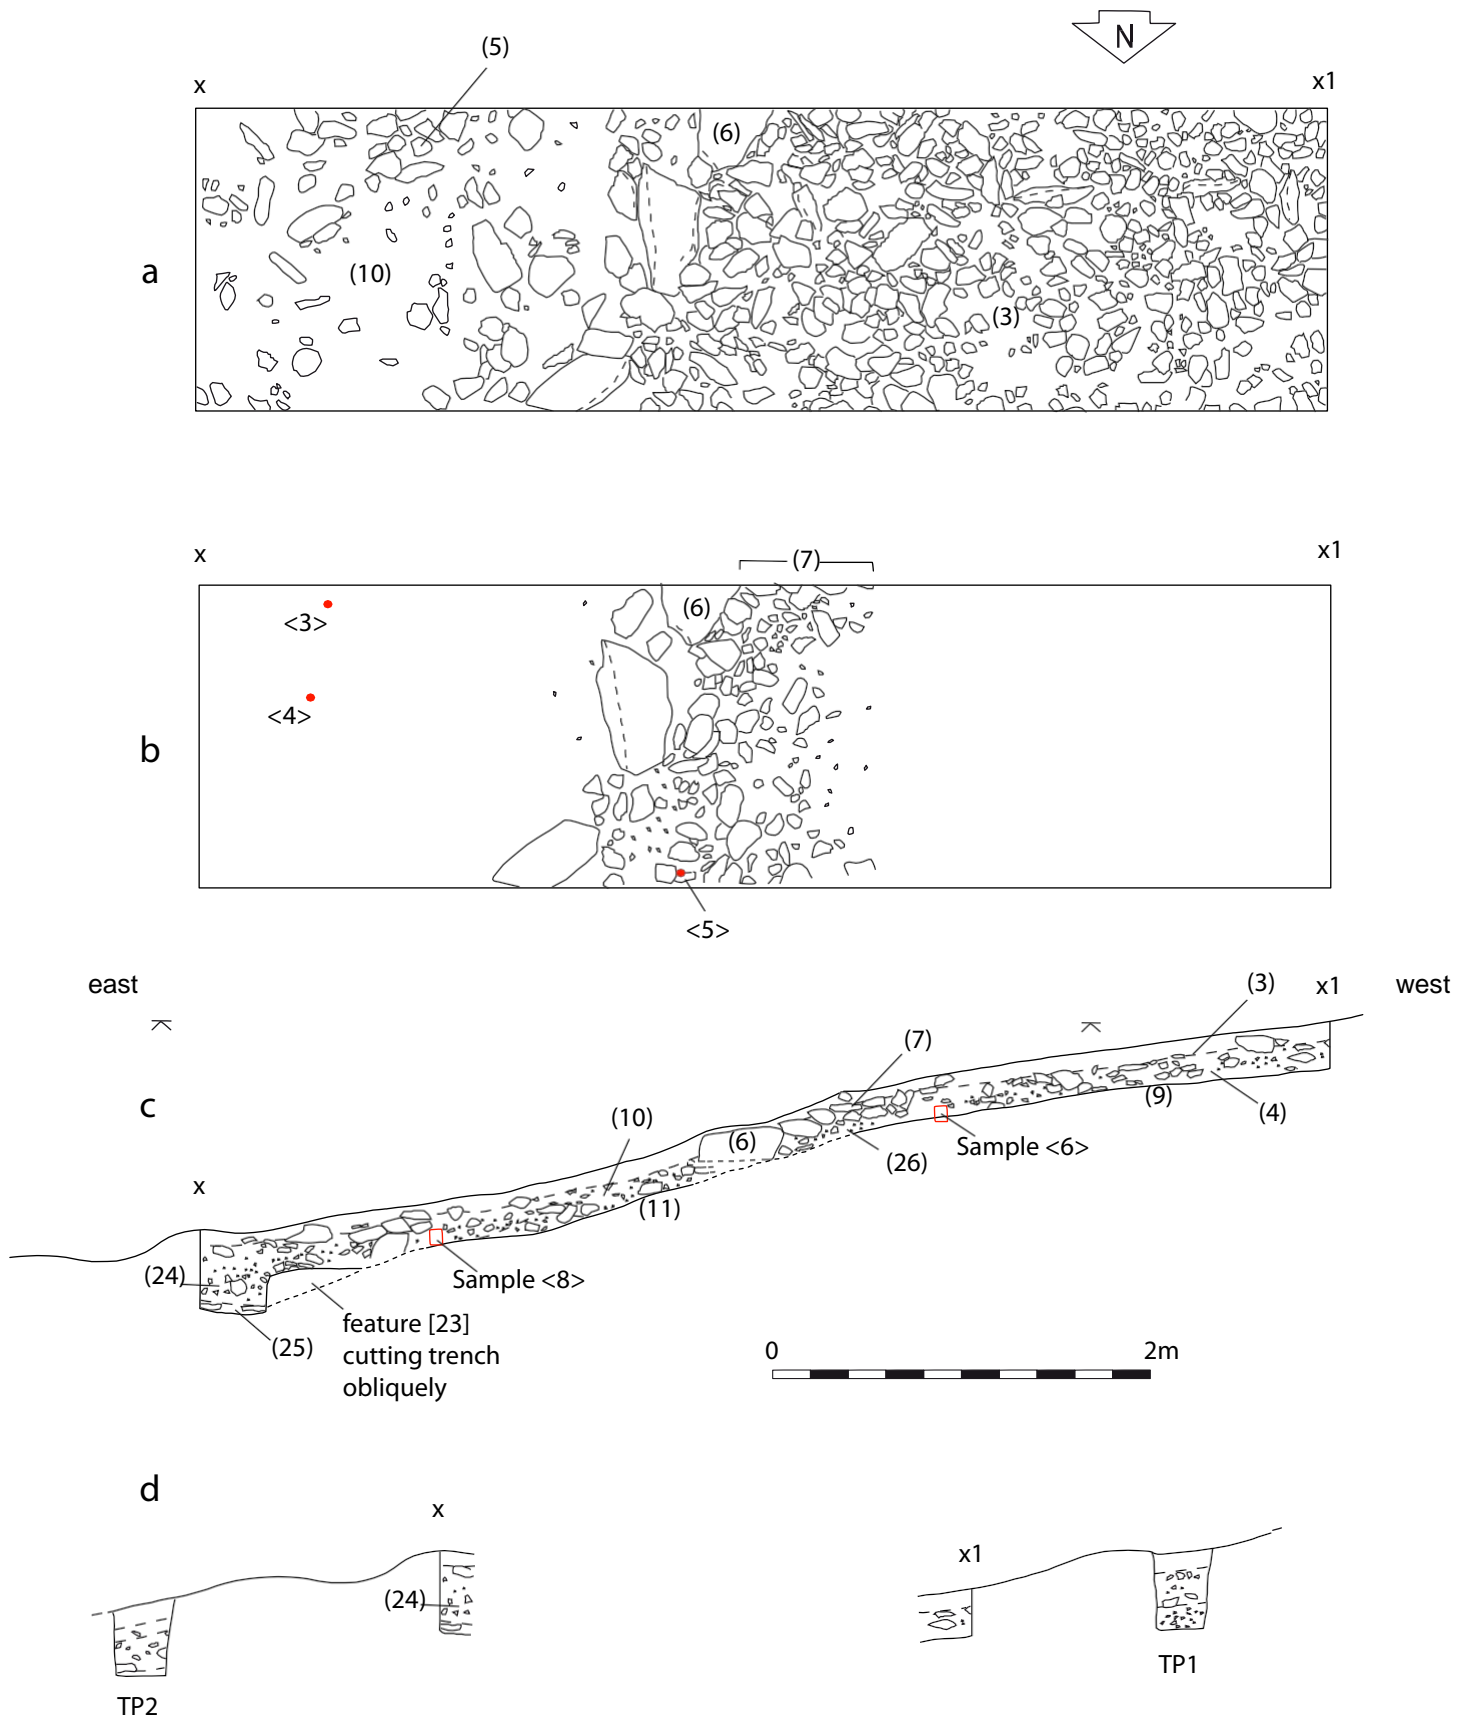 N
(5)
x
x1
(6)
a
(10)
(3)
x
(7)
x1
(6)
<3>
<4>
b
<5>
east
(3)
x1
west
(7)
c
(9)
(4)
(10)
(6)
Sample <6>
(26)
x
(11)
(24)
Sample <8>
feature [23]
(25)
cutting trench
obliquely
0
2m
d
x
x1
(24)
TP1
TP2